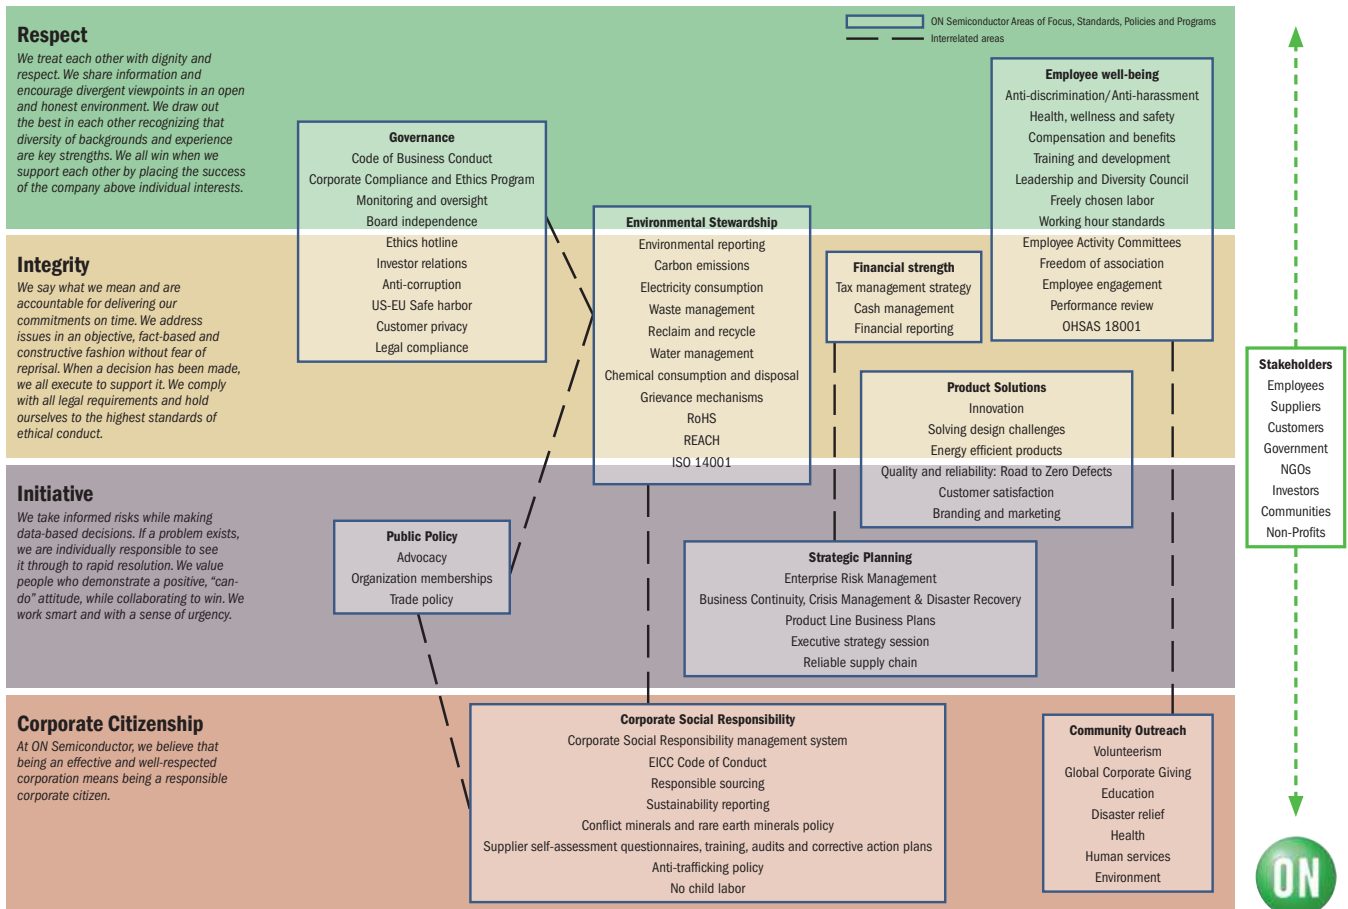 Respect
We treat each other with dignity and
respect. We share information and
encourage divergent viewpoints in an open
and honest environment. We draw out
the best in each other recognizing that
diversity of backgrounds and experience
are key strengths. We all win when we
support each other by placing the success
of the company above individual interests.
ON Semiconductor Areas of Focus, Standards, Policies and Programs
Interrelated areas
Governance
Code of Business Conduct
Corporate Compliance and Ethics Program
Monitoring and oversight
Board independence
Ethics hotline
Investor relations
Anti-corruption
US-EU Safe harbor
Customer privacy
Legal compliance
Environmental Stewardship
Environmental reporting
Carbon emissions
Electricity consumption
Waste management
Reclaim and recycle
Water management
Chemical consumption and disposal
Grievance mechanisms
RoHS
REACH
ISO 14001
Financial strength
Tax management strategy
Cash management
Financial reporting
Employee well-being
Anti-discrimination/Anti-harassment
Health, wellness and safety
Compensation and benefits
Training and development
Leadership and Diversity Council
Freely chosen labor
Working hour standards
Employee Activity Committees
Freedom of association
Employee engagement
Performance review
OHSAS 18001
Integrity
We say what we mean and are
accountable for delivering our
commitments on time. We address
issues in an objective, fact-based and
constructive fashion without fear of
reprisal. When a decision has been made,
we all execute to support it. We comply
with all legal requirements and hold
ourselves to the highest standards of
ethical conduct.
Product Solutions
Innovation
Solving design challenges
Energy efficient products
Quality and reliability: Road to Zero Defects
Customer satisfaction
Branding and marketing
Initiative
We take informed risks while making
data-based decisions. If a problem exists,
we are individually responsible to see
it through to rapid resolution. We value
people who demonstrate a positive, “can-
do” attitude, while collaborating to win. We
work smart and with a sense of urgency.
Public Policy
Advocacy
Organization memberships
Trade policy
Strategic Planning
Enterprise Risk Management
Business Continuity, Crisis Management & Disaster Recovery
Product Line Business Plans
Executive strategy session
Reliable supply chain
Corporate Citizenship
At ON Semiconductor, we believe that
being an effective and well-respected
corporation means being a responsible
corporate citizen.
Corporate Social Responsibility
Corporate Social Responsibility management system
EICC Code of Conduct
Responsible sourcing
Sustainability reporting
Conflict minerals and rare earth minerals policy
Supplier self-assessment questionnaires, training, audits and corrective action plans
Anti-trafficking policy
No child labor
Community Outreach
Volunteerism
Global Corporate Giving
Education
Disaster relief
Health
Human services
Environment
Stakeholders
Employees
Suppliers
Customers
Government
NGOs
Investors
Communities
Non-Profits
ON